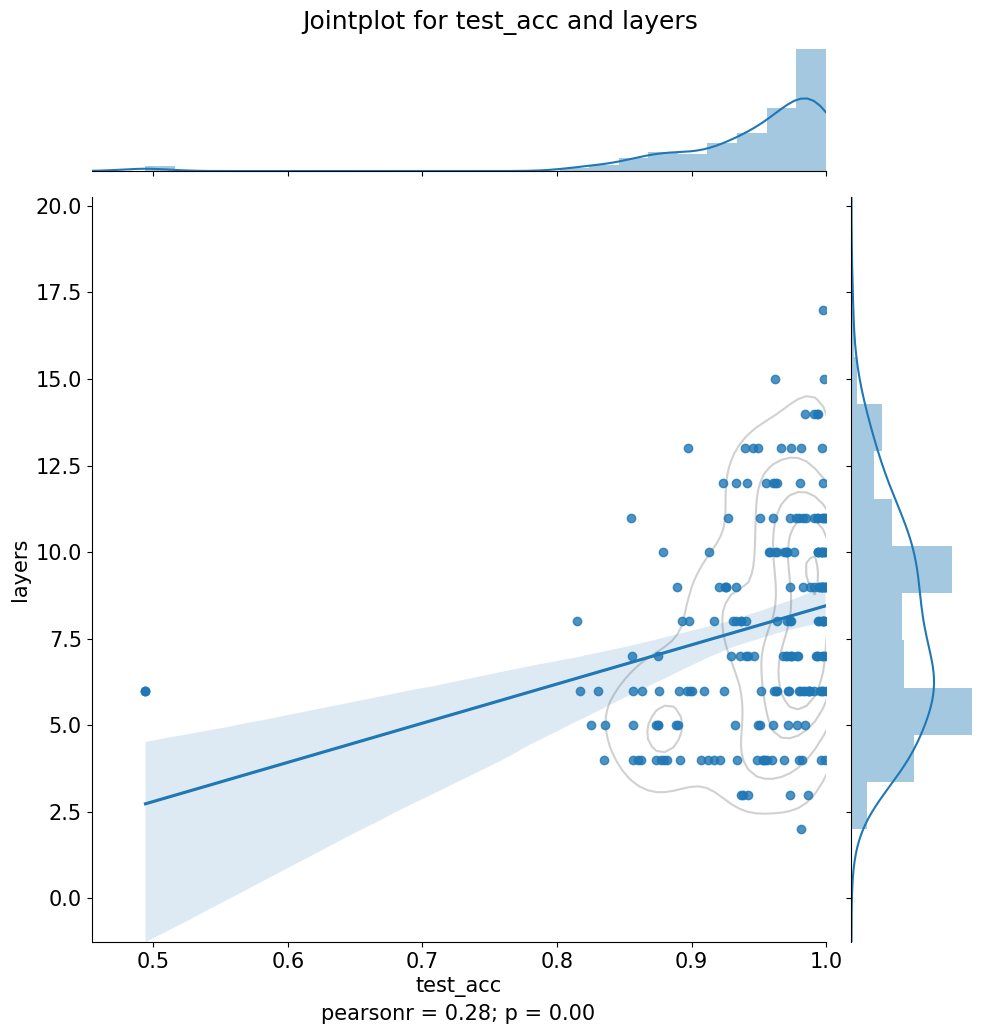 Jointplot for test_acc and layers
20.0
17.5
15.0
12.5
10.0
7.5
5.0
2.5
0.0
layers
0.5 0.6 0.7 0.8 0.9 1.0
test_acc
pearsonr = 0.28; p = 0.00